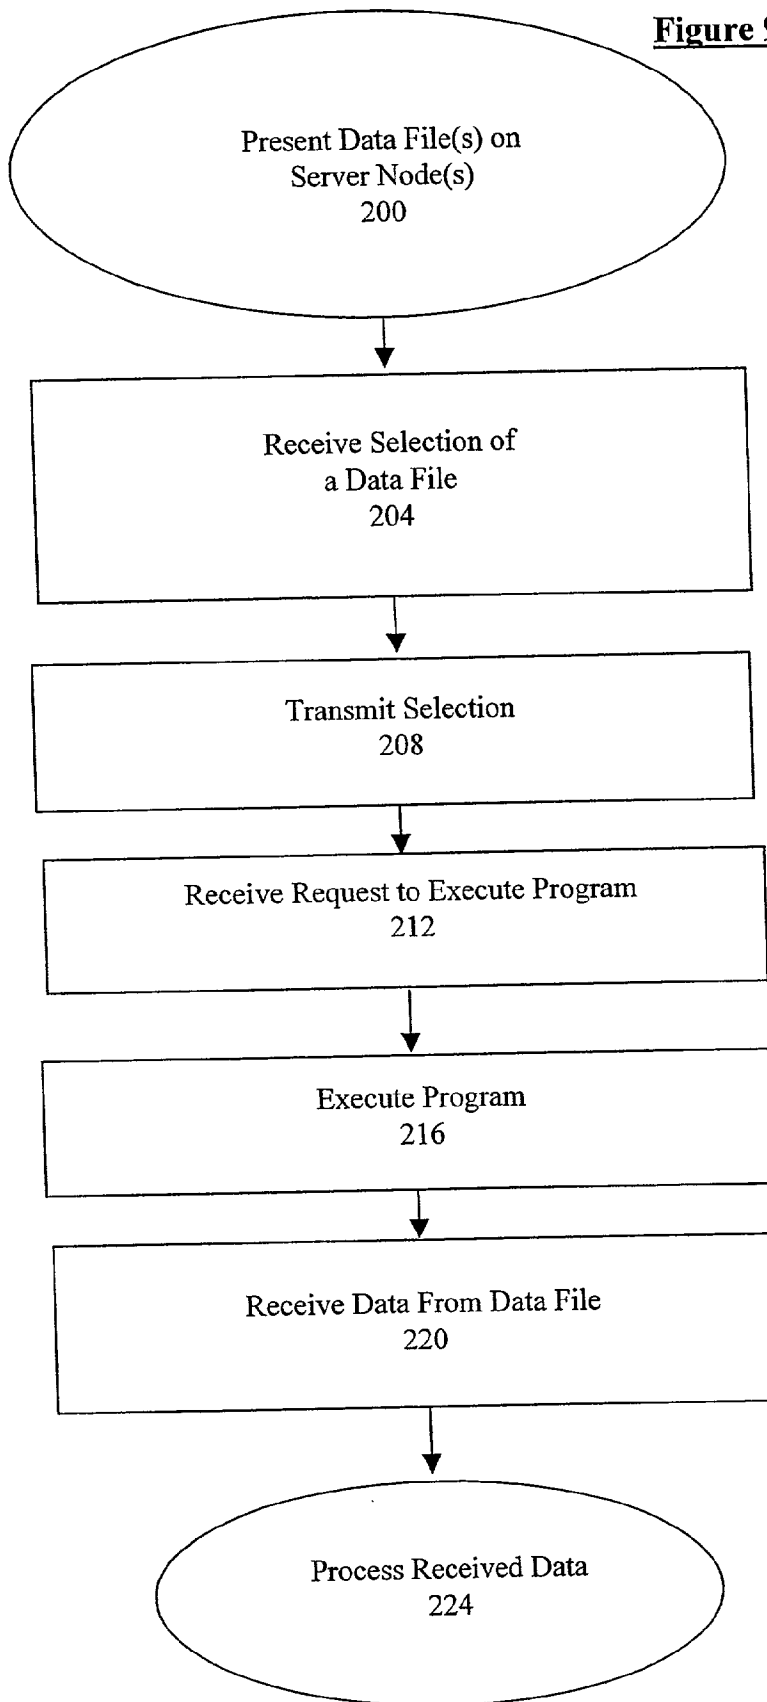 Figure 9
Present Data File(s) on
Server Node(s)
200
Receive Selection of
a Data File
204
Transmit Selection
208
Receive Request to Execute Program
212
Execute Program
216
Receive Data From Data File
220
Process Received Data
224